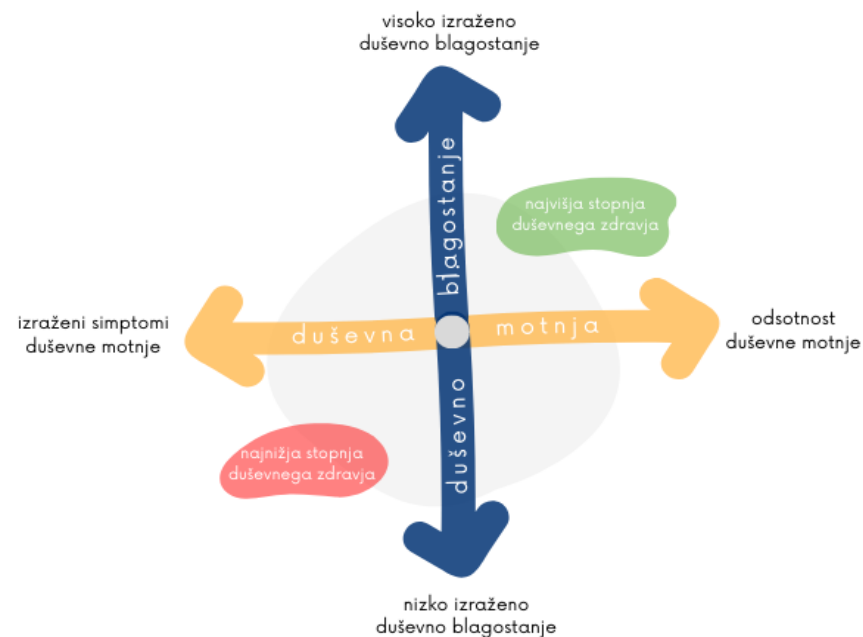 visoko izraženo
duševno blagostanje
najvišja stopnja
duševnega zdravja
izraženi simptomi
duševne motnje
duševna motnja
odsotnost
duševne motnje
duševno blagostanje
najnižja stopnja
duševnega zdravja
nizko izraženo
duševno blagostanje